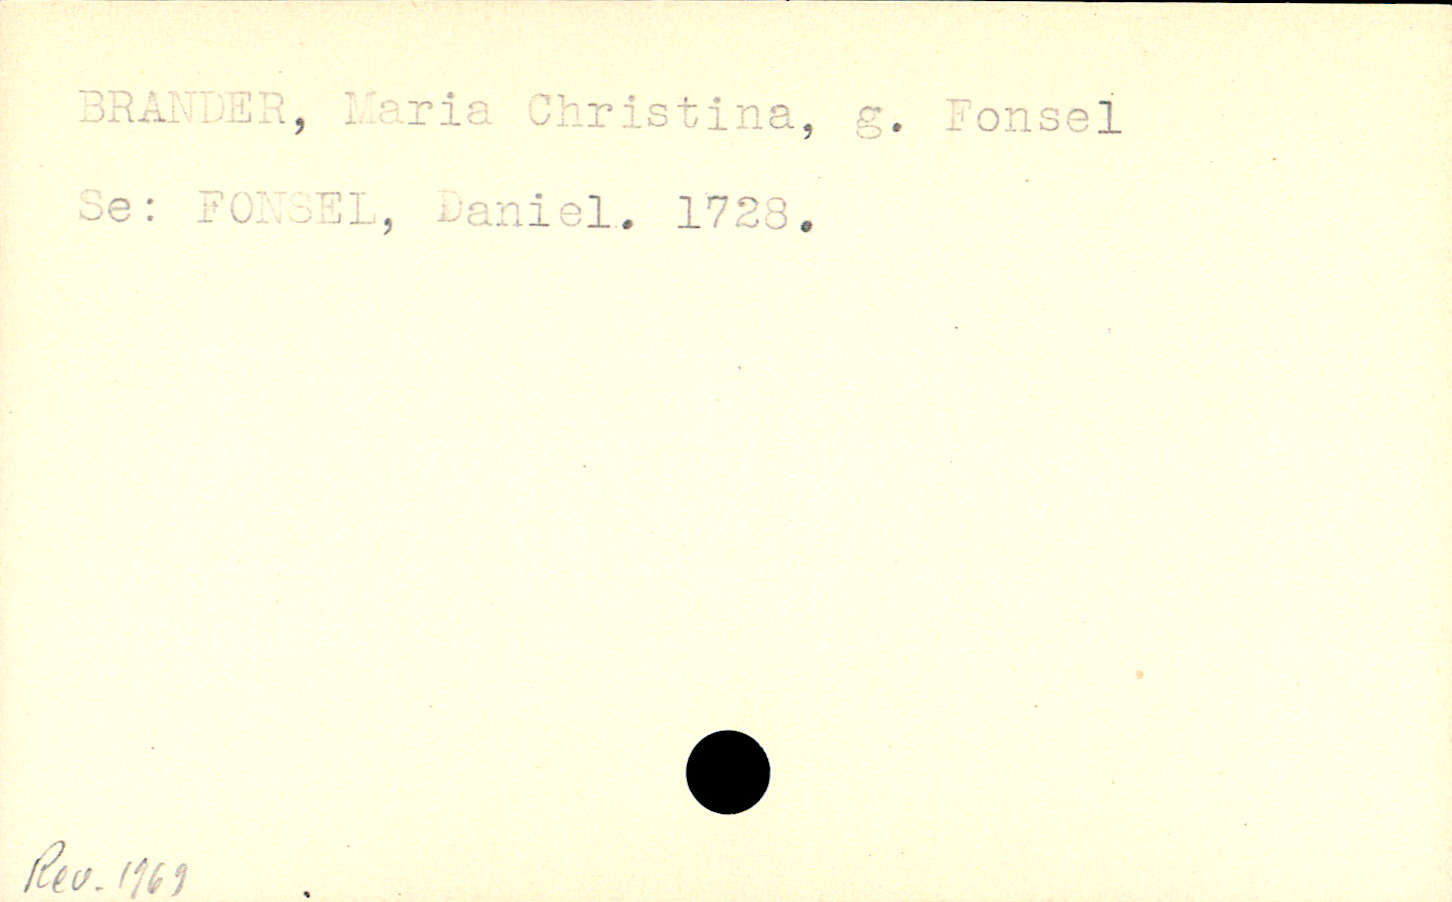 BRANDER, Maria Christina, g. Fonsel
Se: FONSEL, Daniel. 1728.
Rev. 1969